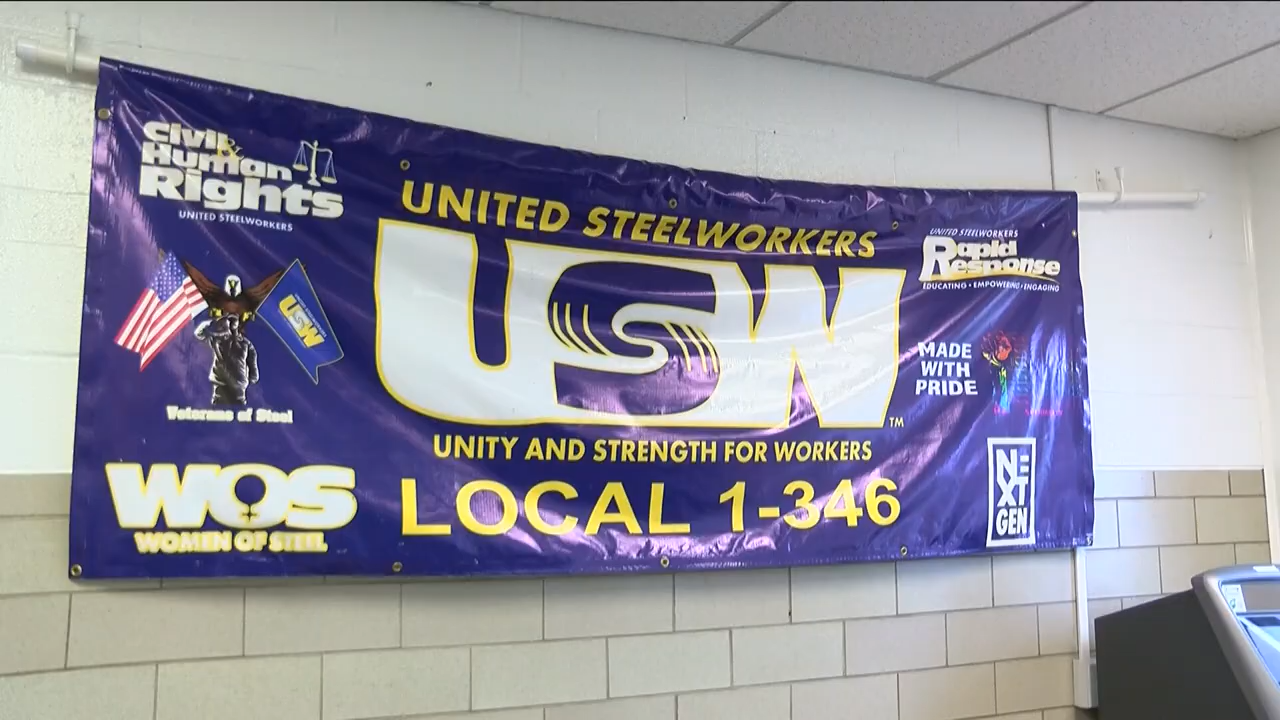 Civil &
Human
Rights
UNITED STEELWORKERS
UNITED STEELWORKERS
USW
TM
UNITY AND STRENGTH FOR WORKERS
LOCAL 1-346
USW
Veterans of Steel
WOS
WOMEN OF STEEL
UNITED STEELWORKERS
Rapid
Response
EDUCATING • EMPOWERING • ENGAGING
MADE
WITH
PRIDE
NEXT
GEN